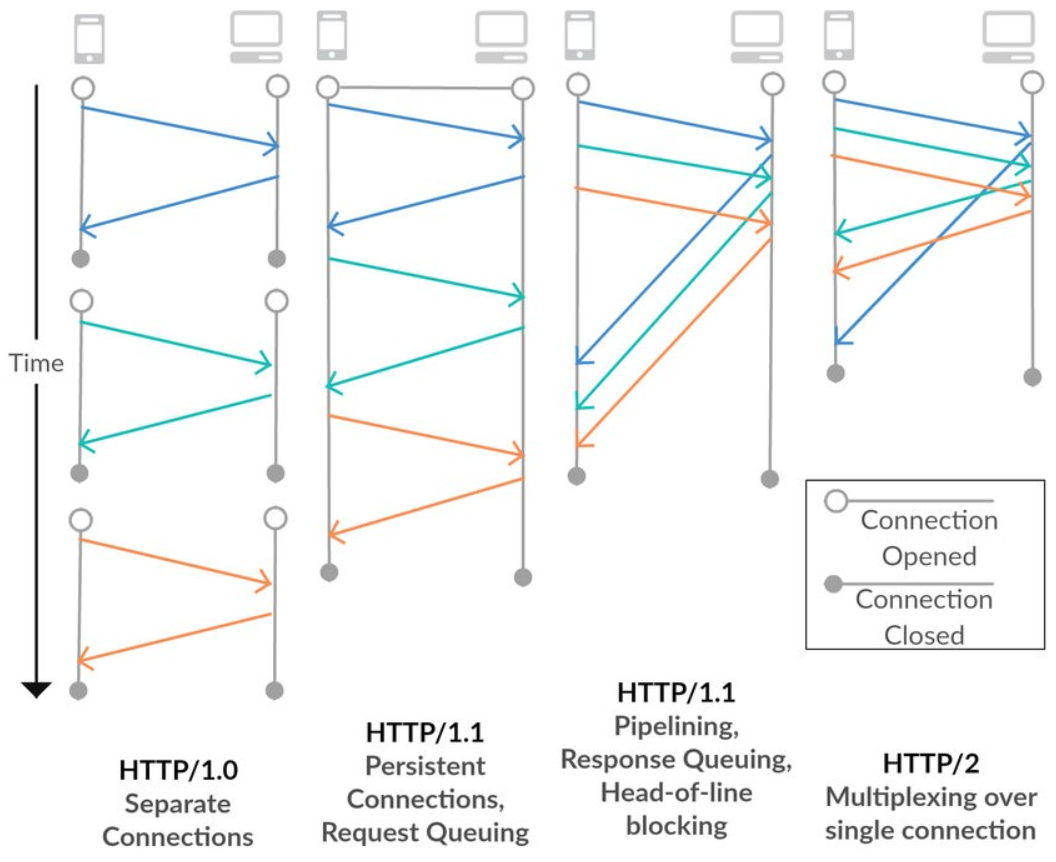 Time
Connection
Opened
Connection
Closed
HTTP/1.0
Separate
Connections
HTTP/1.1
Persistent
Connections,
Request Queuing
HTTP/1.1
Pipelining,
Response Queuing,
Head-of-line
blocking
HTTP/2
Multiplexing over
single connection